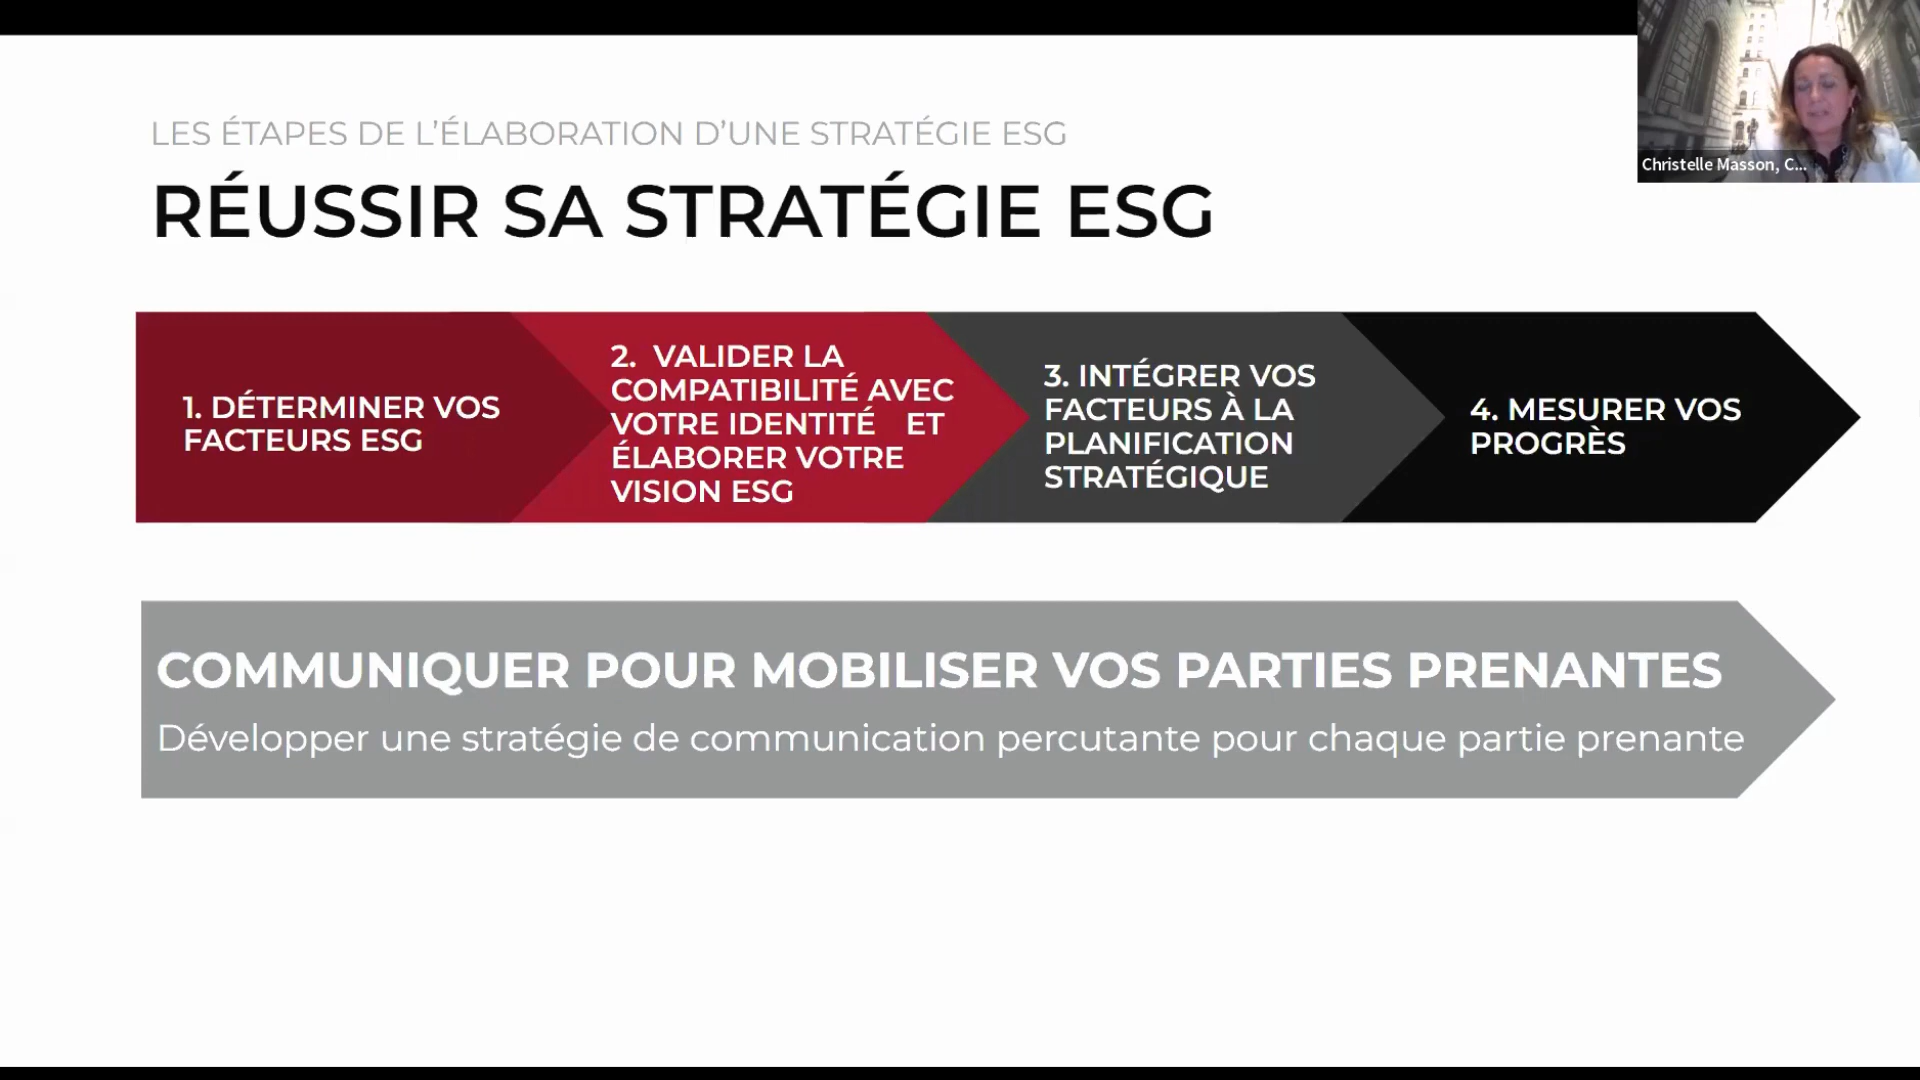 LES ÉTAPES DE L'ÉLABORATION D'UNE STRATÉGIE ESG
RÉUSSIR SA STRATÉGIE ESG
Christelle Masson, C...
1. DÉTERMINER VOS
FACTEURS ESG
2. VALIDER LA
COMPATIBILITÉ AVEC
VOTRE IDENTITÉ ET
ÉLABORER VOTRE
VISION ESG
3. INTÉGRER VOS
FACTEURS À LA
PLANIFICATION
STRATÉGIQUE
4. MESURER VOS
PROGRÈS
COMMUNIQUER POUR MOBILISER VOS PARTIES PRENANTES
Développer une stratégie de communication percutante pour chaque partie prenante